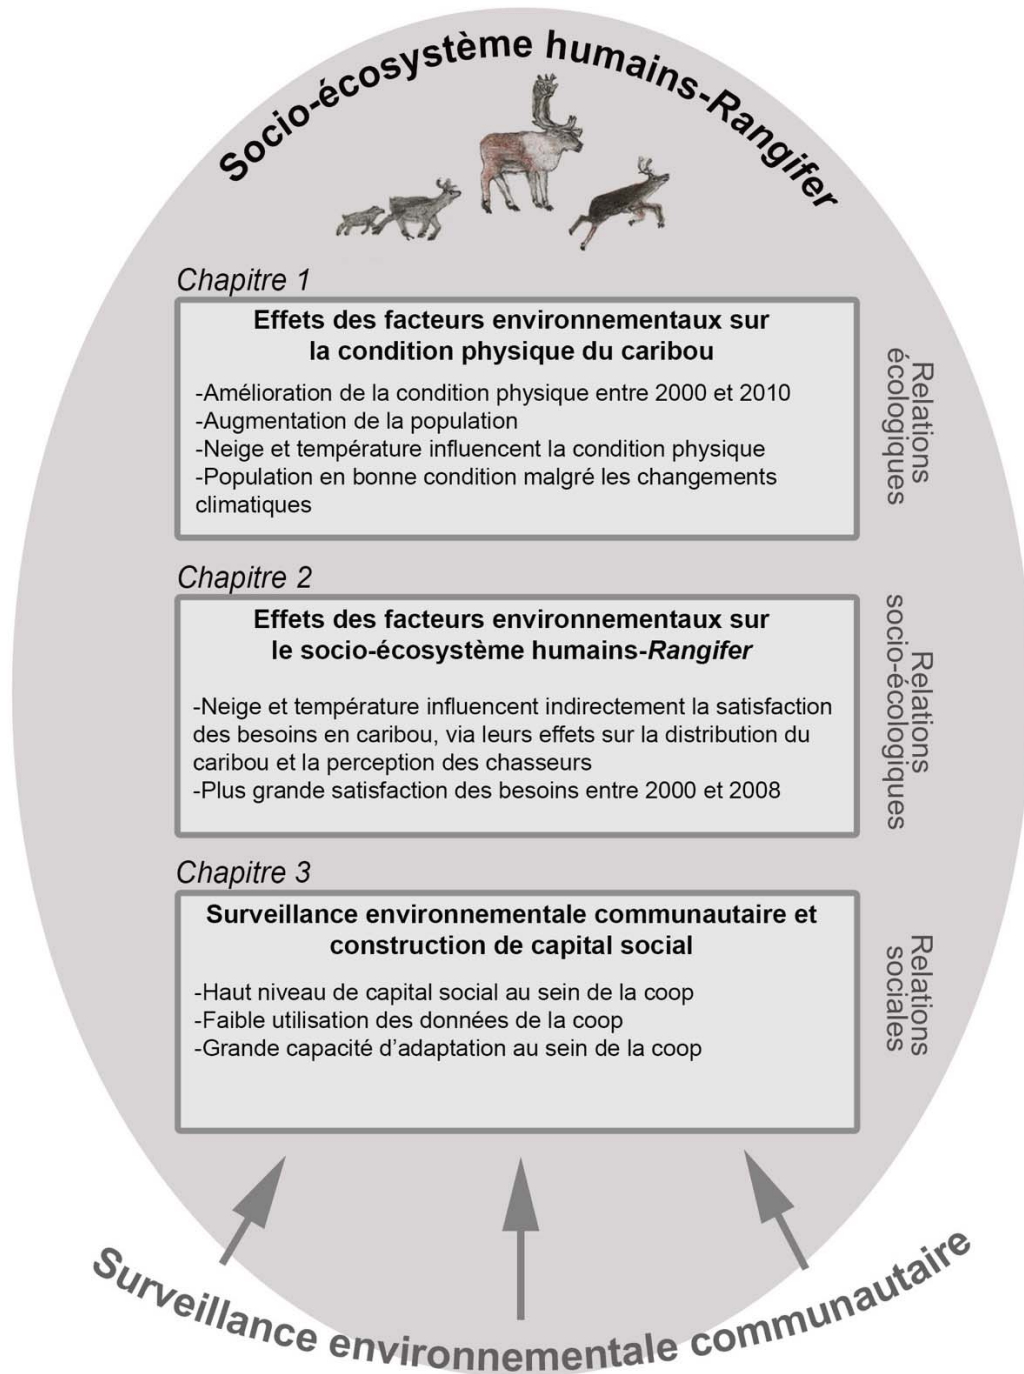 Socio-écosystème humains-Rangifer
Chapitre 1
Effets des facteurs environnementaux sur
la condition physique du caribou
-Amélioration de la condition physique entre 2000 et 2010
-Augmentation de la population
-Neige et température influencent la condition physique
-Population en bonne condition malgré les changements
climatiques
Relations
écologiques
Chapitre 2
Effets des facteurs environnementaux sur
le socio-écosystème humains-Rangifer
-Neige et température influencent indirectement la satisfaction
des besoins en caribou, via leurs effets sur la distribution du
caribou et la perception des chasseurs
-Plus grande satisfaction des besoins entre 2000 et 2008
Relations
socio-écologiques
Chapitre 3
Surveillance environnementale communautaire et
construction de capital social
-Haut niveau de capital social au sein de la coop
-Faible utilisation des données de la coop
-Grande capacité d'adaptation au sein de la coop
Relations
sociales
Surveillance environnementale communautaire